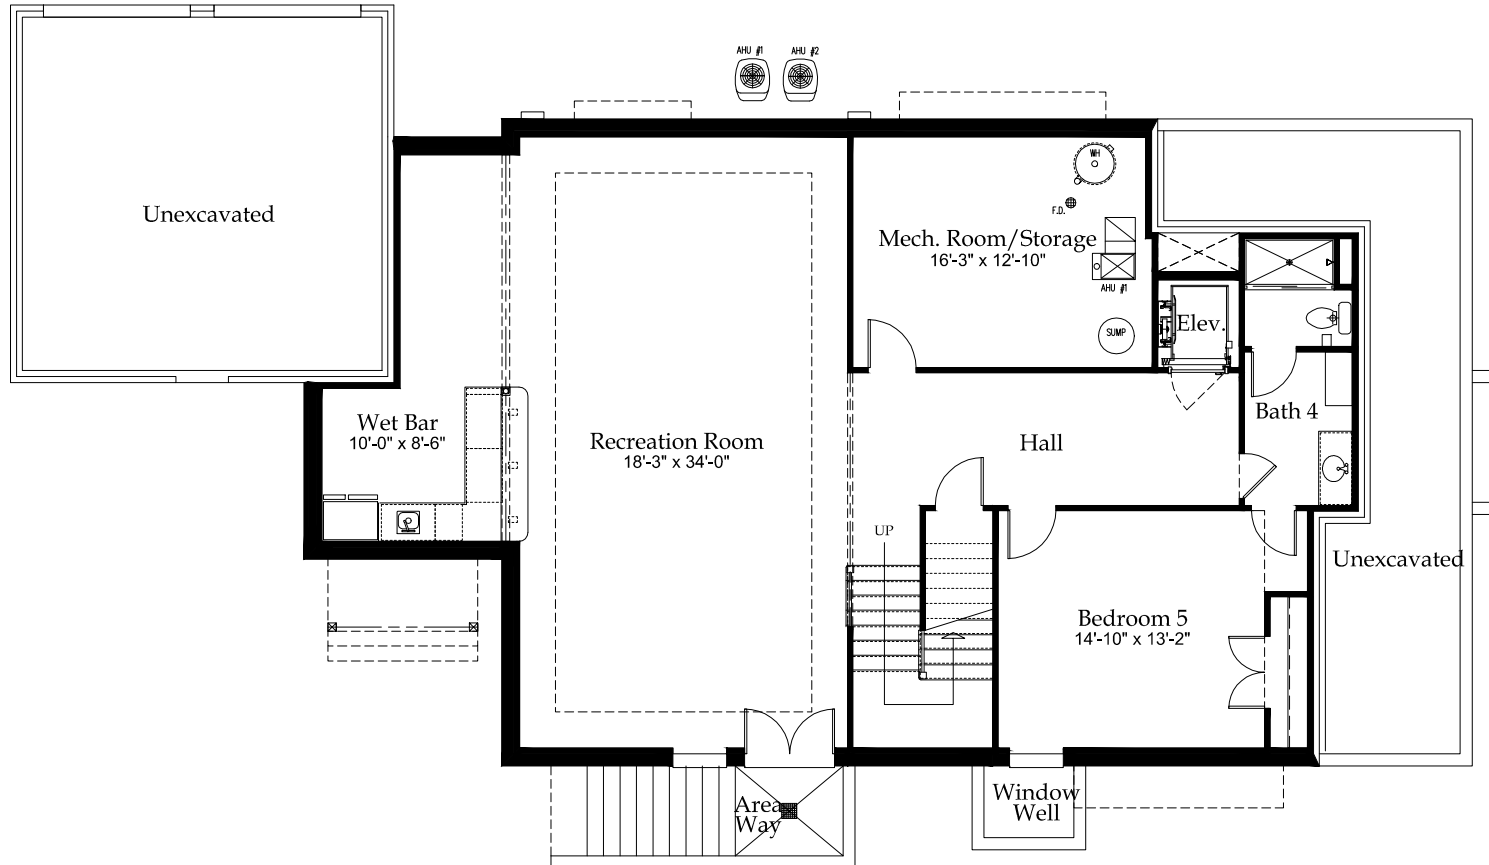 AHU #1
AHU #2
Unexcavated
WH
F.D.
Mech. Room/Storage
16'-3" x 12'-10"
AHU #1
SUMP
Elev.
Bath 4
Wet Bar
10'-0" x 8'-6"
Recreation Room
18'-3" x 34'-0"
Hall
UP
Unexcavated
Bedroom 5
14'-10" x 13'-2"
Area
Way
Window
Well